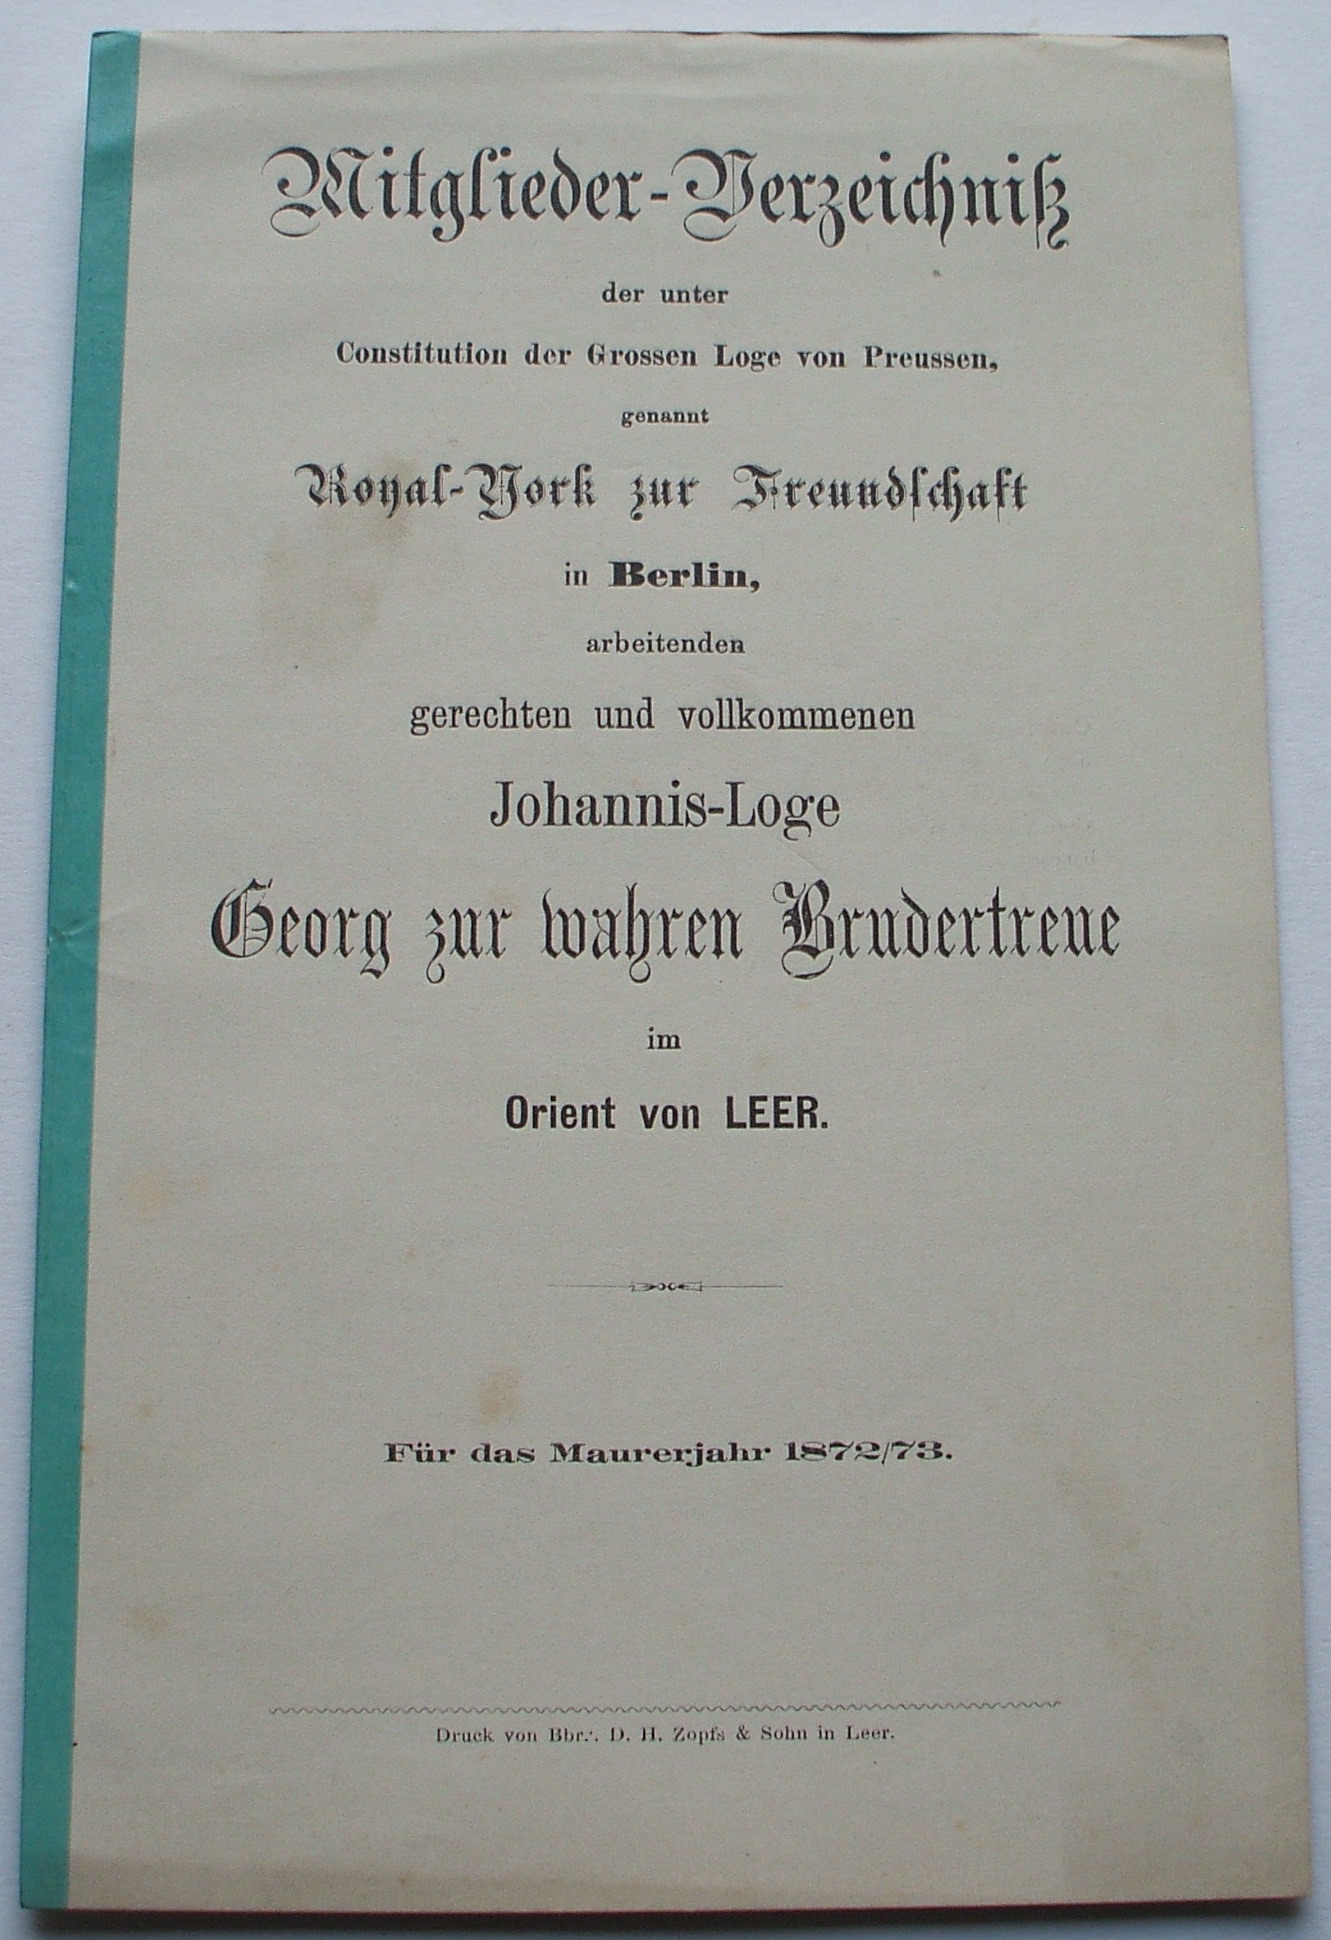 Mitglieder-Verzeichniß
der unter
Constitution der Grossen Loge von Preussen,
genannt
Royal-York zur Freundschaft
in Berlin,
arbeitenden
gerechten und vollkommenen
Johannis-Loge
Georg zur wahren Brudertreue
im
Orient von LEER.
Für das Maurerjahr 1872/73.
Druck von Bbr.·. D. H. Zopfs & Sohn in Leer.